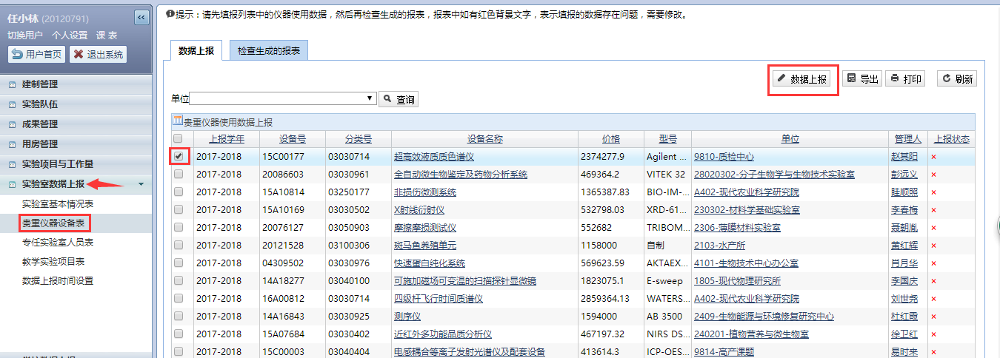 提示：请先填报列表中的仪器使用数据，然后再检查生成的报表，报表中如有红色背景文字，表示填报的数据存在问题，需要修改。
任小林 (20120791)
切换用户 个人设置 课 表
用户首页 退出系统
建制管理
实验队伍
成果管理
用房管理
实验项目与工作量
实验室数据上报
实验室基本情况表
贵重仪器设备表
专任实验室人员表
教学实验项目表
数据上报时间设置
数据上报 检查生成的报表
数据上报 导出 打印 刷新
单位 查询
贵重仪器使用数据上报
上报学年 设备号 分类号 设备名称 价格 型号 单位 管理人 上报状态
2017-2018 15C00177 03030714 超高效液质质色谱仪 2374277.9 Agilent ... 9810-质检中心 赵其阳 ×
2017-2018 20086603 03030961 全自动微生物鉴定及药物分析系统 469364.2 VITEK 32 28020302-分子生物学与生物技术实验室 彭远义 ×
2017-2018 15A10814 03250177 非损伤微测系统 1365387.83 BIO-IM-... A402-现代农业科学研究院 眭顺照 ×
2017-2018 15A10169 03030502 X射线衍射仪 532798.03 XRD-61... 230302-材料学基础实验室 李春梅 ×
2017-2018 20076127 03050903 摩擦摩损测试仪 552682 TRIBOM... 2306-薄膜材料实验室 聂朝胤 ×
2017-2018 20121528 03100306 斑马鱼养殖单元 1158000 自制 2103-水产所 黄红辉 ×
2017-2018 04309502 03030976 快速蛋白纯化系统 569623.59 AKTAEX... 4101-生物技术中心办公室 肖月华 ×
2017-2018 14A18277 03040100 可施加磁场可变温的扫描探针显微镜 1823075.1 E-sweep 1805-现代物理研究所 李国庆 ×
2017-2018 16A00812 03030714 四级杆飞行时间质谱仪 2859364.13 WATERS... A402-现代农业科学研究院 刘世尧 ×
2017-2018 14A16843 03030925 测序仪 1594000 AB 3500 2409-生物能源与环境修复研究中心 杜红霞 ×
2017-2018 15A07684 03030402 近红外多功能品质分析仪 467197.32 NIRS DS... 240201-植物营养与微生物室 徐卫红 ×
2017-2018 15C00003 03040404 电感耦合等离子发射光谱仪及配套设备 413614.3 ICP-OES... 9814-高产课题 易时来 ×